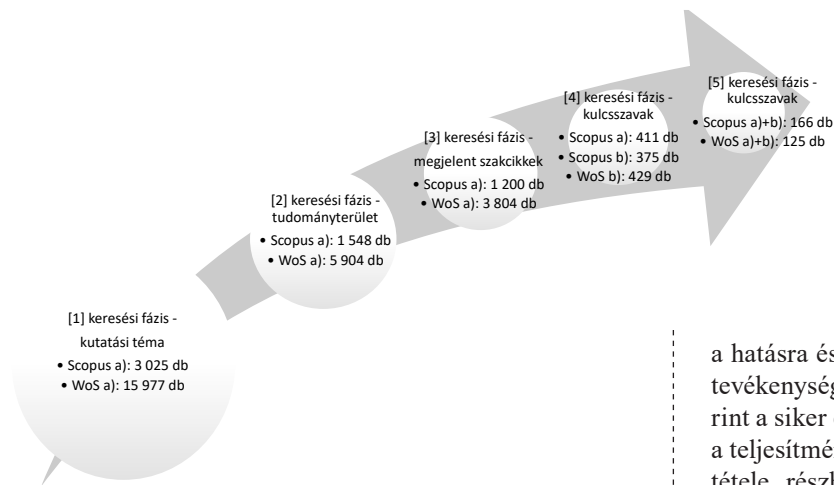 [1] keresési fázis -
kutatási téma
• Scopus a): 3 025 db
• WoS a): 15 977 db
[2] keresési fázis -
tudományterület
• Scopus a): 1 548 db
• WoS a): 5 904 db
[3] keresési fázis -
megjelent szakcikkek
• Scopus a): 1 200 db
• WoS a): 3 804 db
[4] keresési fázis -
kulcsszavak
• Scopus a): 411 db
• Scopus b): 375 db
• WoS b): 429 db
[5] keresési fázis -
kulcsszavak
• Scopus a)+b): 166 db
• WoS a)+b): 125 db
a hatásra és
tevékenység
rint a siker
a teljesítmén
tétele rész